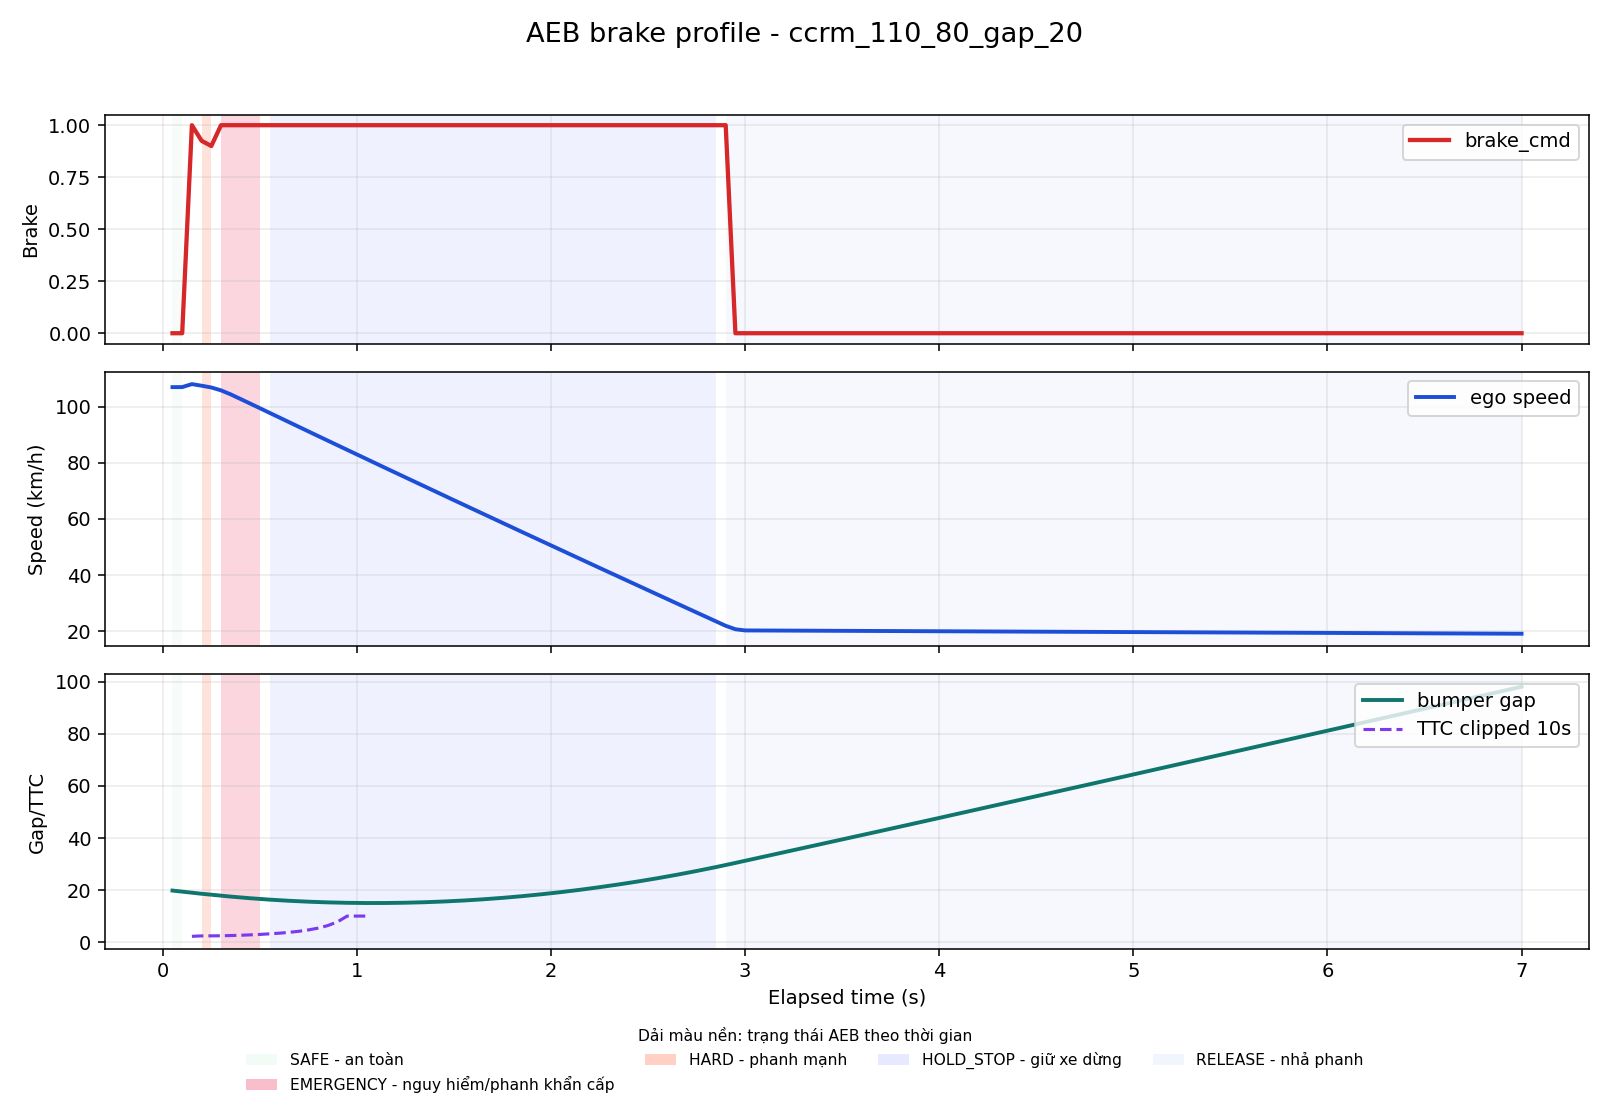 AEB brake profile - ccrm_110_80_gap_20
1.00
0.75
0.50
0.25
0.00
Brake
brake_cmd
100
80
60
40
20
Speed (km/h)
ego speed
100
80
60
40
20
0
Gap/TTC
bumper gap
TTC clipped 10s
0 1 2 3 4 5 6 7
Elapsed time (s)
Dải màu nền: trạng thái AEB theo thời gian
SAFE - an toàn HARD - phanh mạnh HOLD_STOP - giữ xe dừng RELEASE - nhả phanh
EMERGENCY - nguy hiểm/phanh khẩn cấp